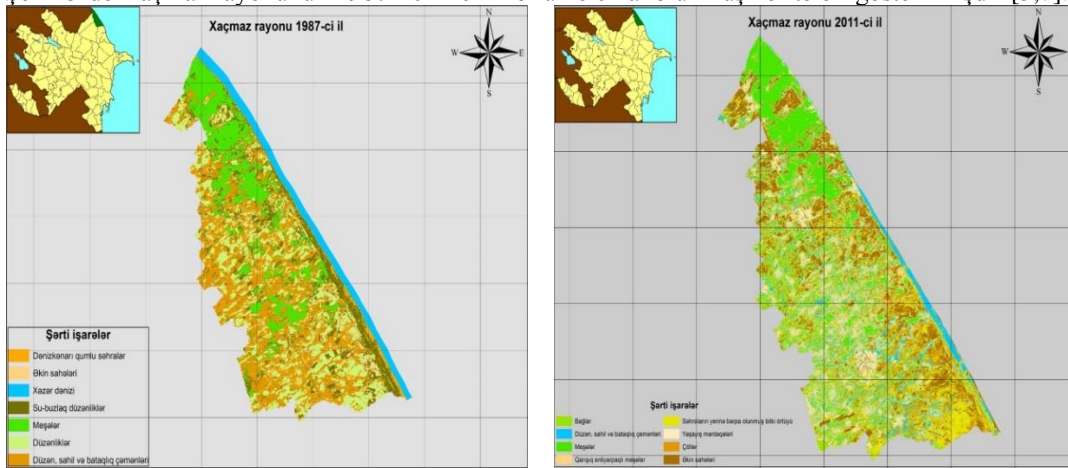 Xaçmaz rayonu 1987-ci il
N
W
E
S
Şərti işarələr
Dənizkənarı qumlu səhralar
Əkin sahələri
Xəzər dənizi
Su-buzlaq düzənliklər
Meşələr
Düzənliklər
Düzən, sahil və bataqlıq çəmənləri
Xaçmaz rayonu 2011-ci il
N
W
E
S
Şərti işarələr
Bağlar
Düzən, sahil və bataqlıq çəmənləri
Meşələr
Qarışıq enliyarpaqlı meşələr
Səhraların yerinə bərpa olunmuş bitki örtüyü
Yaşayış məntəqələri
Çöllər
Əkin sahələri